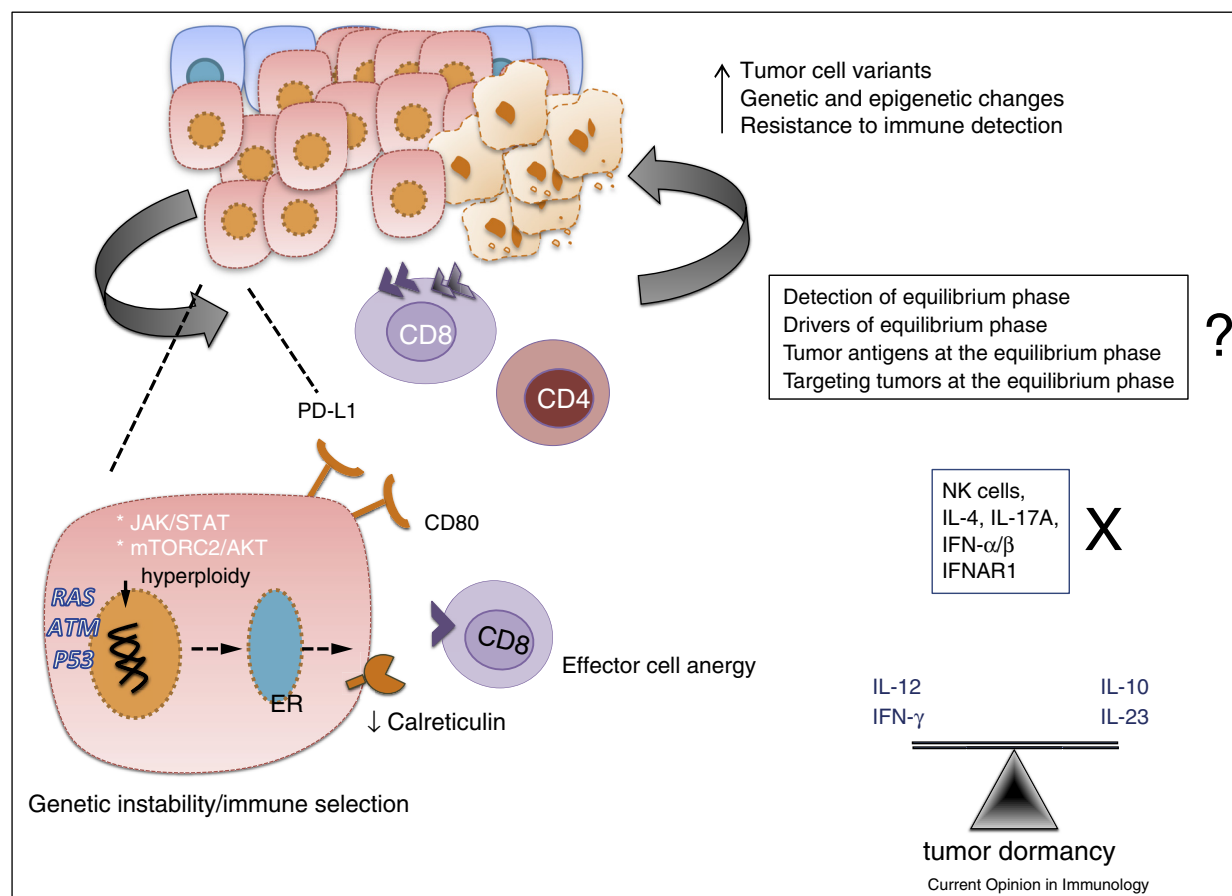 Tumor cell variants
Genetic and epigenetic changes
Resistance to immune detection
CD8
CD4
Detection of equilibrium phase
Drivers of equilibrium phase
Tumor antigens at the equilibrium phase
Targeting tumors at the equilibrium phase
?
PD-L1
CD80
* JAK/STAT
* mTORC2/AKT
hyperploidy
RAS
ATM
P53
ER
↓ Calreticulin
CD8
Effector cell anergy
Genetic instability/immune selection
NK cells,
IL-4, IL-17A,
IFN-α/β
IFNAR1
X
IL-12
IFN-γ
IL-10
IL-23
tumor dormancy
Current Opinion in Immunology